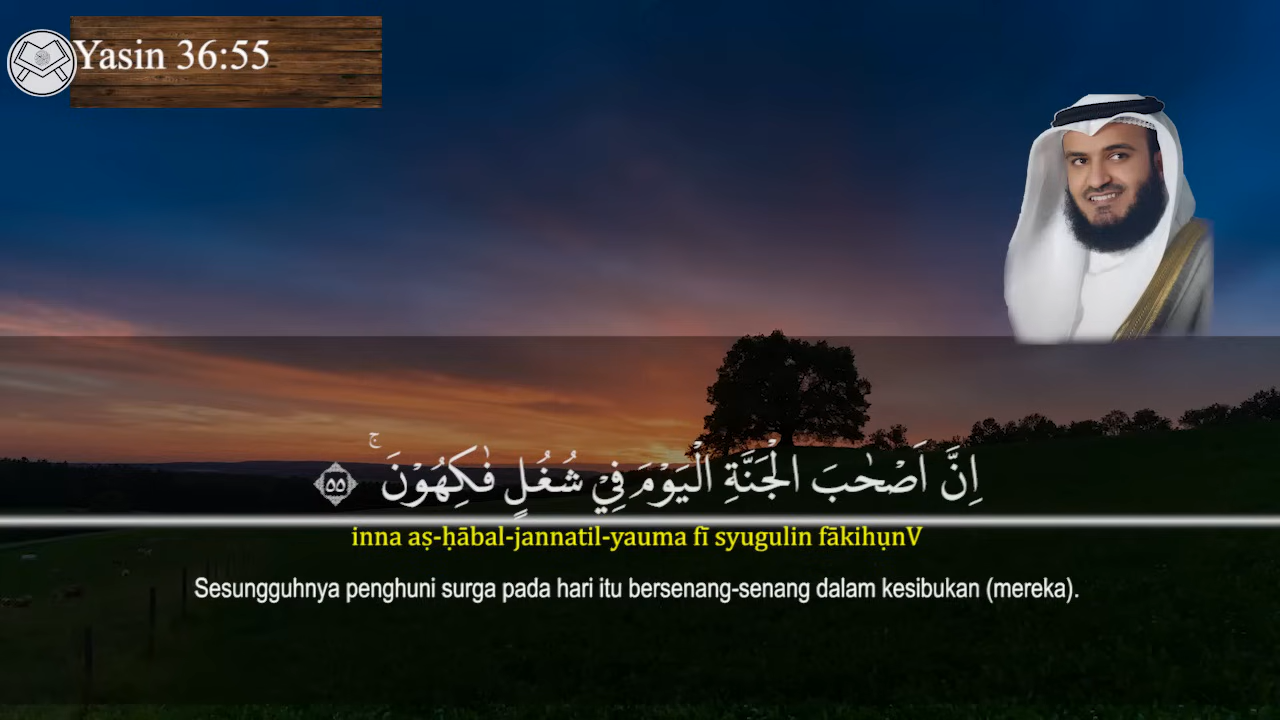 Yasin 36:55
اِنَّ اَصْحٰبَ الْجَنَّةِ الْيَوْمَ فِيْ شُغُلٍ فٰكِهُوْنَ ۚ ٥٥
inna aṣ-ḥābal-jannatil-yauma fī syugulin fākihụnV
Sesungguhnya penghuni surga pada hari itu bersenang-senang dalam kesibukan (mereka).